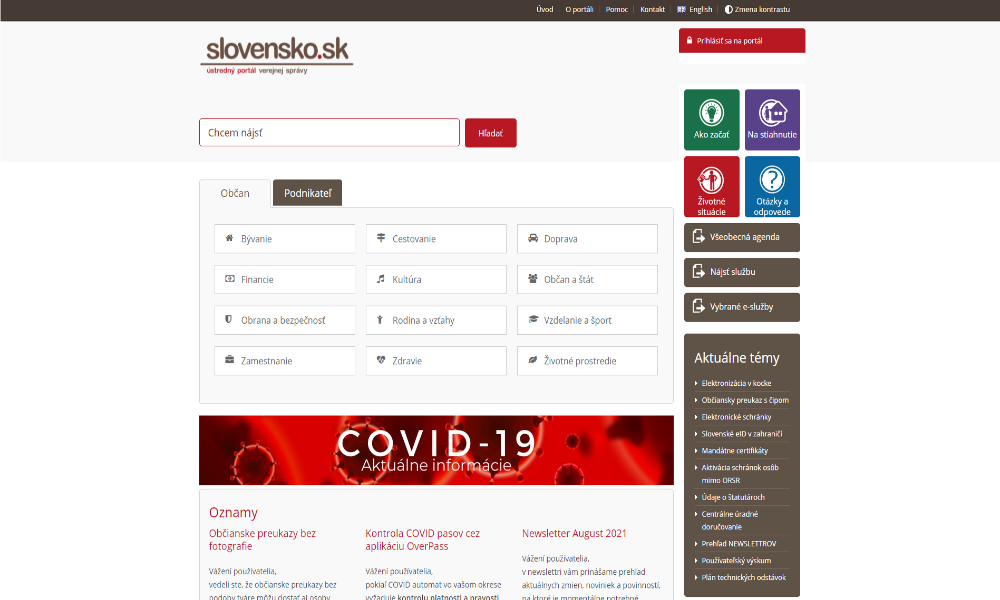 Úvod
O portáli
Pomoc
Kontakt
English
Zmena kontrastu
slovensko.sk
ústredný portál verejnej správy
Prihlásiť sa na portál
Chcem nájsť
Hľadať
Ako začať
Na stiahnutie
Životné
situácie
Otázky a
odpovede
Občan
Podnikateľ
Bývanie
Cestovanie
Doprava
Financie
Kultúra
Občan a štát
Obrana a bezpečnosť
Rodina a vzťahy
Vzdelanie a šport
Zamestnanie
Zdravie
Životné prostredie
Všeobecná agenda
Nájsť službu
Vybrané e-služby
Aktuálne témy
Elektronizácia v kocke
Občiansky preukaz s čipom
Elektronické schránky
Slovenské eID v zahraničí
Mandátne certifikáty
Aktivácia schránok osôb
mimo ORSR
Údaje o štatutároch
Centrálne úradné
doručovanie
Prehľad NEWSLETTROV
Používateľský výskum
Plán technických odstávok
COVID-19
Aktuálne informácie
Oznamy
Občianske preukazy bez
fotografie
Vážení používatelia,
vedeli ste, že občianske preukazy bez
podoby tváre môžu dostať aj osoby,
Kontrola COVID pasov cez
aplikáciu OverPass
Vážení používatelia,
pokiaľ COVID automat vo vašom okrese
vyžaduje kontrolu platnosti a pravosti
Newsletter August 2021
Vážení používatelia,
v newslettri vám prinášame prehľad
aktuálnych zmien, noviniek a povinností,
na ktoré je momentálne potrebné